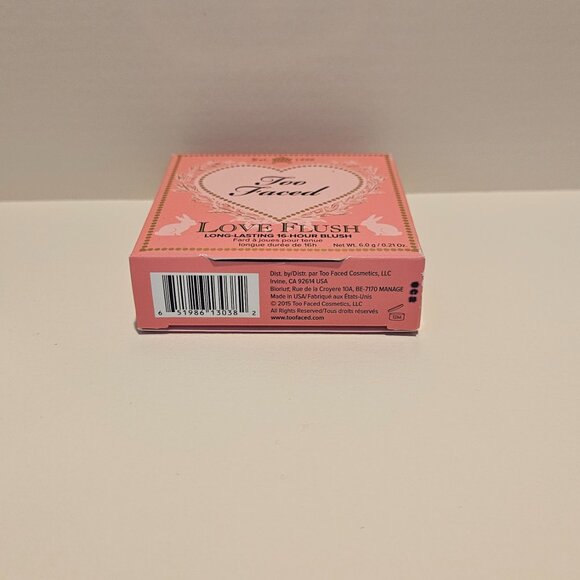 Too
Faced
LOVE FLUSH
LONG-LASTING 16-HOUR BLUSH
Fard à joues pour tenue
longue durée de 16h
Net Wt. 6.0 g / 0.21 Oz.
Dist. by/Distr. par Too Faced Cosmetics, LLC
Irvine, CA 92614 USA
Biorius, Rue de la Croyère 10A, BE-7170 MANAGE
Made in USA/Fabriqué aux États-Unis
© 2015 Too Faced Cosmetics, LLC
All Rights Reserved/Tous droits réservés
www.toofaced.com
6 51986 13038 2
12M